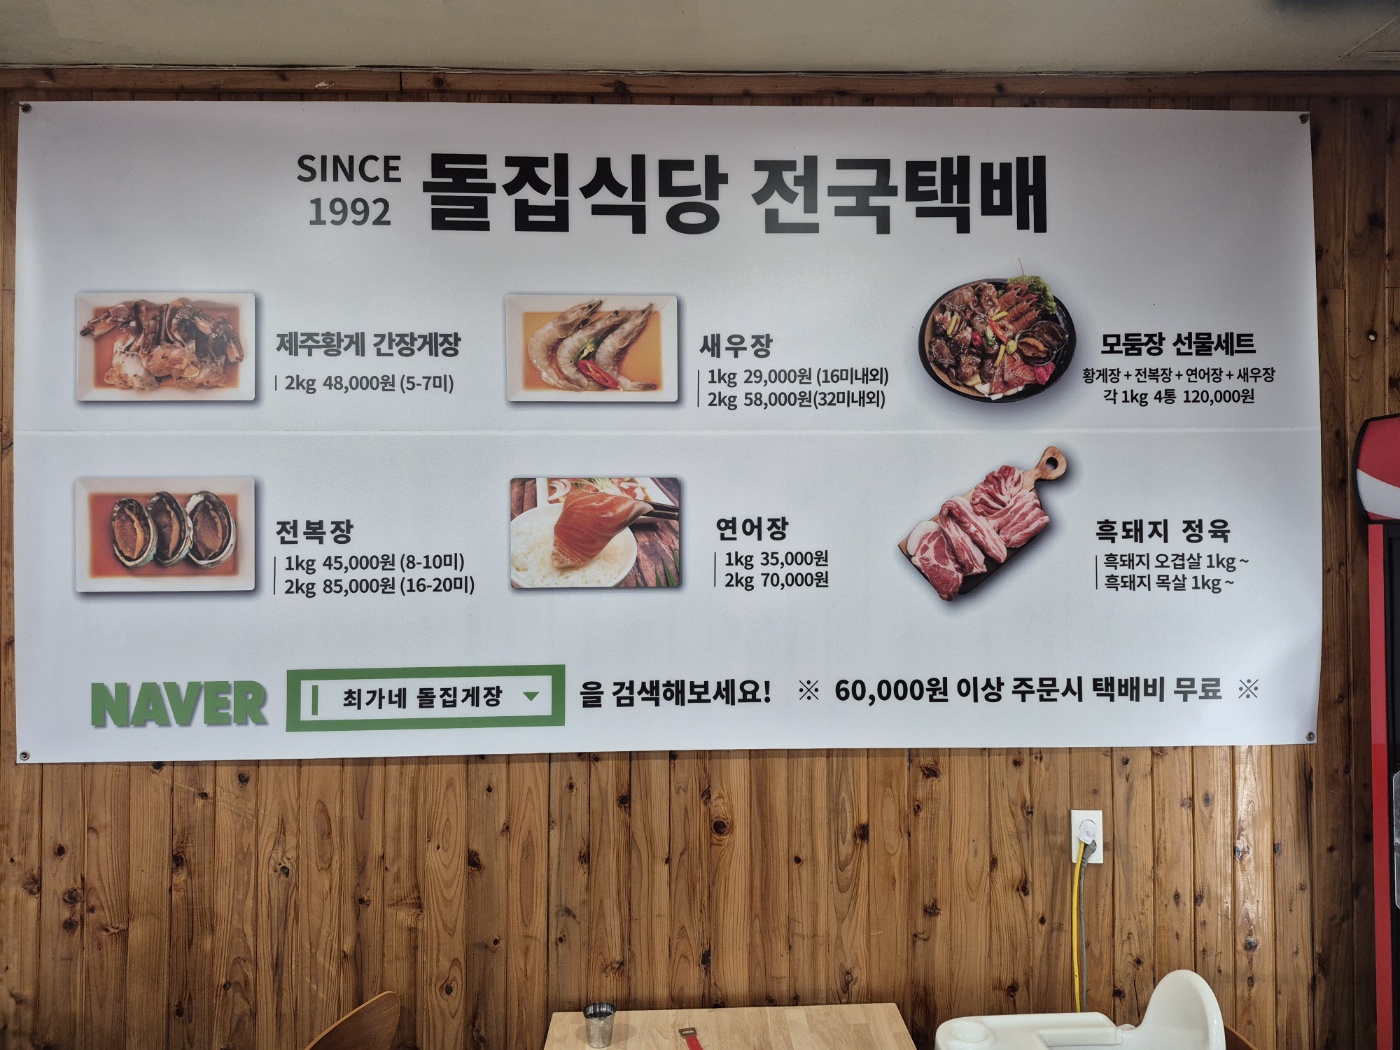 SINCE
1992
돌집식당 전국택배
제주황게 간장게장
2kg 48,000원 (5-7미)
새우장
1kg 29,000원 (16미내외)
2kg 58,000원(32미내외)
모둠장 선물세트
황게장 + 전복장 + 연어장 + 새우장
각 1kg 4통 120,000원
전복장
1kg 45,000원 (8-10미)
2kg 85,000원 (16-20미)
연어장
1kg 35,000원
2kg 70,000원
흑돼지 정육
흑돼지 오겹살 1kg ~
흑돼지 목살 1kg ~
NAVER 최가네 돌집게장 을 검색해보세요! ※ 60,000원 이상 주문시 택배비 무료 ※